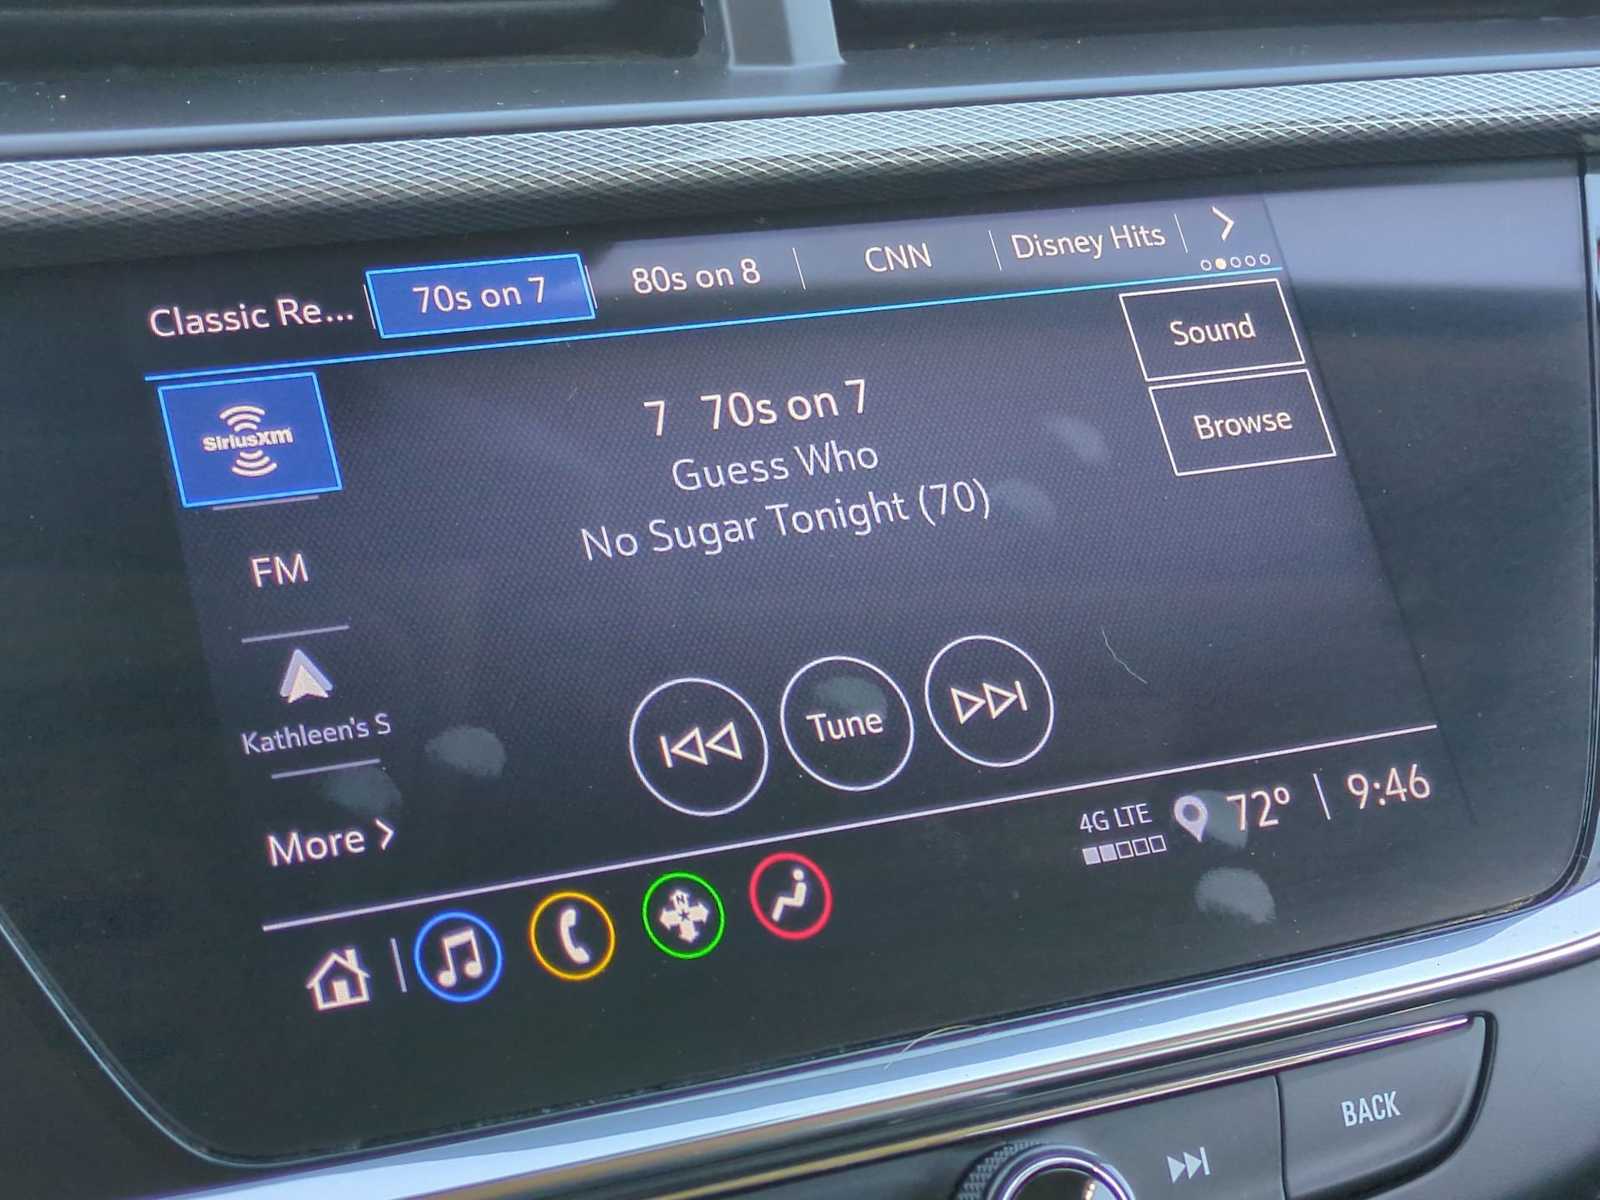 Classic Re...
70s on 7
80s on 8
CNN
Disney Hits
SiriusXM
FM
Kathleen's S
More
7 70s on 7
Guess Who
No Sugar Tonight (70)
Sound
Browse
Tune
4G LTE
72°
9:46
N
BACK